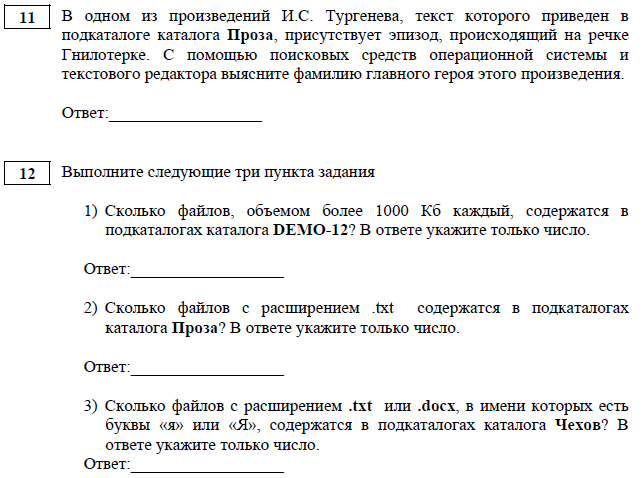 11 В одном из произведений И.С. Тургенева, текст которого приведен в
подкаталоге каталога Проза, присутствует эпизод, происходящий на речке
Гнилотерке. С помощью поисковых средств операционной системы и
текстового редактора выясните фамилию главного героя этого произведения.
Ответ:___________________
12 Выполните следующие три пункта задания
1) Сколько файлов, объемом более 1000 Кб каждый, содержатся в
подкаталогах каталога DEMO-12? В ответе укажите только число.
Ответ:___________________
2) Сколько файлов с расширением .txt содержатся в подкаталогах
каталога Проза? В ответе укажите только число.
Ответ:___________________
3) Сколько файлов с расширением .txt или .docx, в имени которых есть
буквы «я» или «Я», содержатся в подкаталогах каталога Чехов? В
ответе укажите только число.
Ответ:___________________